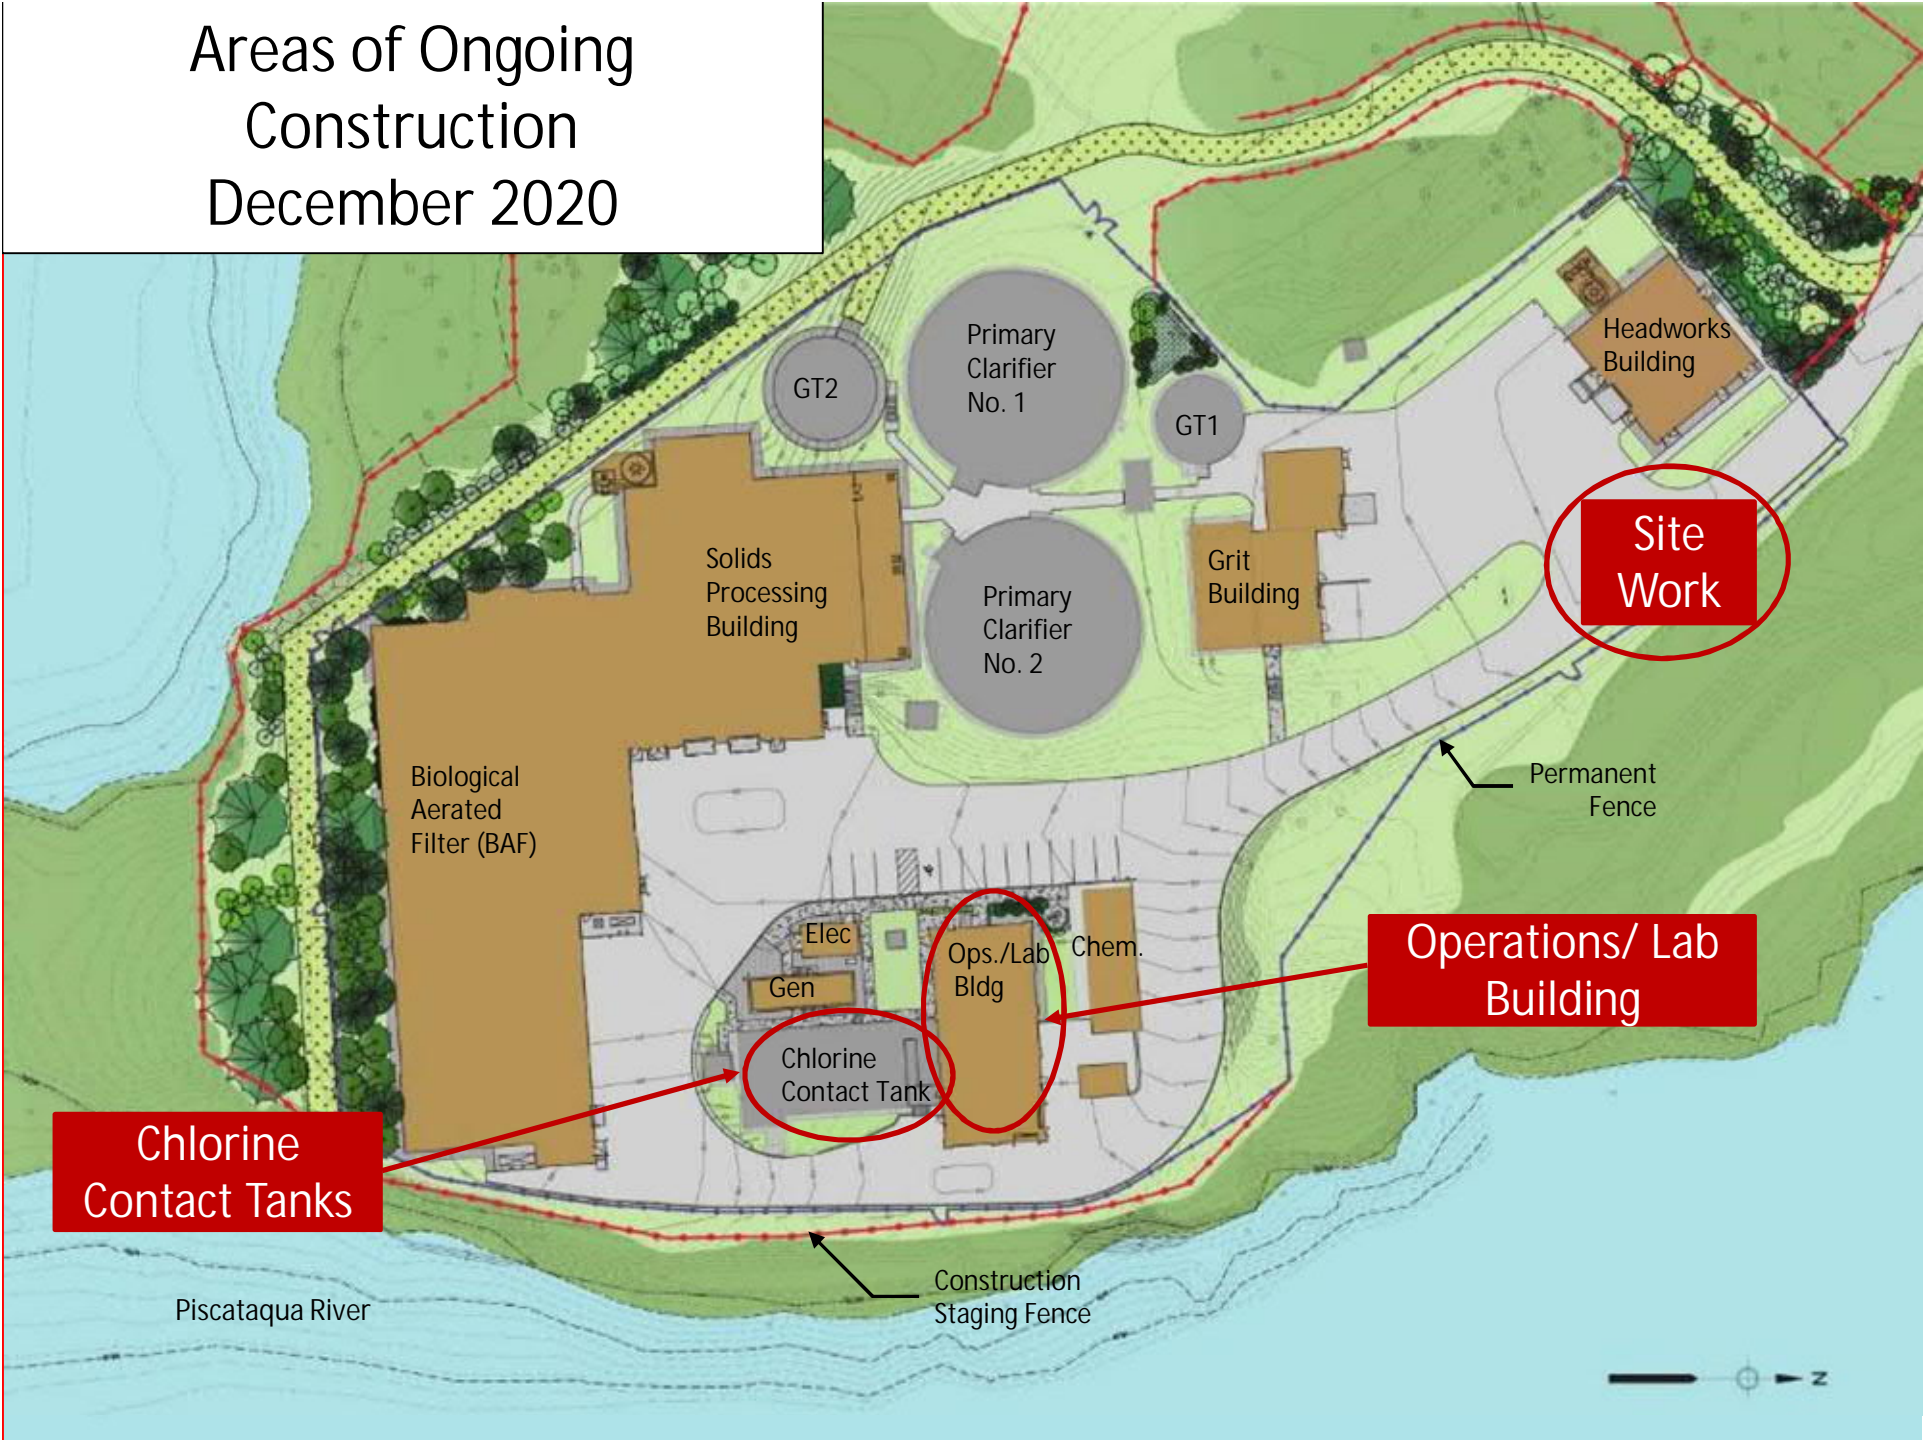 Areas of Ongoing
Construction
December 2020
Primary
Clarifier
No. 1
Headworks
Building
GT2
GT1
Site
Work
Solids
Processing
Building
Grit
Building
Primary
Clarifier
No. 2
Biological
Aerated
Filter (BAF)
Permanent
Fence
Elec
Ops./Lab
Bldg
Chem.
Operations/ Lab
Building
Gen
Chlorine
Contact Tank
Chlorine
Contact Tanks
Construction
Staging Fence
Piscataqua River
N